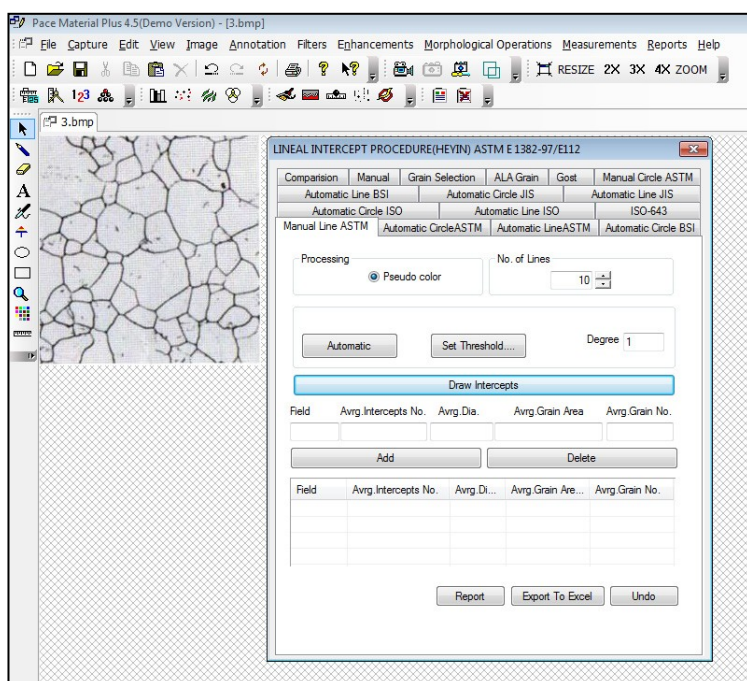 Pace Material Plus 4.5(Demo Version) - [3.bmp]
File Capture Edit View Image Annotation Filters Enhancements Morphological Operations Measurements Reports Help
RESIZE 2X 3X 4X ZOOM
123
3.bmp
LINEAL INTERCEPT PROCEDURE(HEYIN) ASTM E 1382-97/E112
Comparision Manual Grain Selection ALA Grain Gost Manual Circle ASTM
Automatic Line BSI Automatic Circle JIS Automatic Line JIS
Automatic Circle ISO Automatic Line ISO ISO-643
Manual Line ASTM Automatic CircleASTM Automatic LineASTM Automatic Circle BSI
Processing No. of Lines
Pseudo color 10
Automatic Set Threshold.... Degree 1
Draw Intercepts
Field Avrg.Intercepts No. Avrg.Dia. Avrg.Grain Area Avrg.Grain No.
Add Delete
Field Avrg.Intercepts No. Avrg.Di... Avrg.Grain Are... Avrg.Grain No.
Report Export To Excel Undo